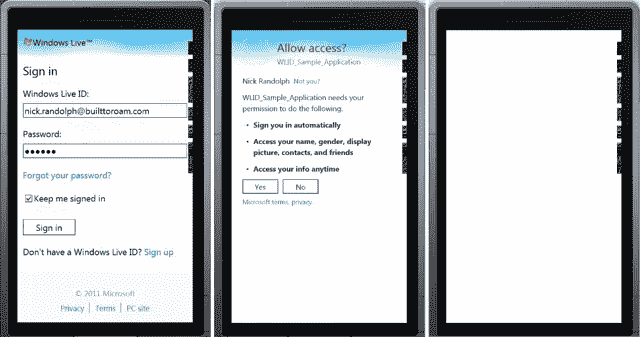 Windows Live™
Sign in
Windows Live ID:
nick.randolph@builttoroam.com
Password:
Forgot your password?
Keep me signed in
Sign in
Don't have a Windows Live ID? Sign up
© 2011 Microsoft
Privacy | Terms | PC site
Allow access?
WLID_Sample_Application
Nick Randolph Not you?
WLID_Sample_Application needs your
permission to do the following.
• Sign you in automatically
• Access your name, gender, display
picture, contacts, and friends
• Access your info anytime
Yes No
Microsoft terms, privacy